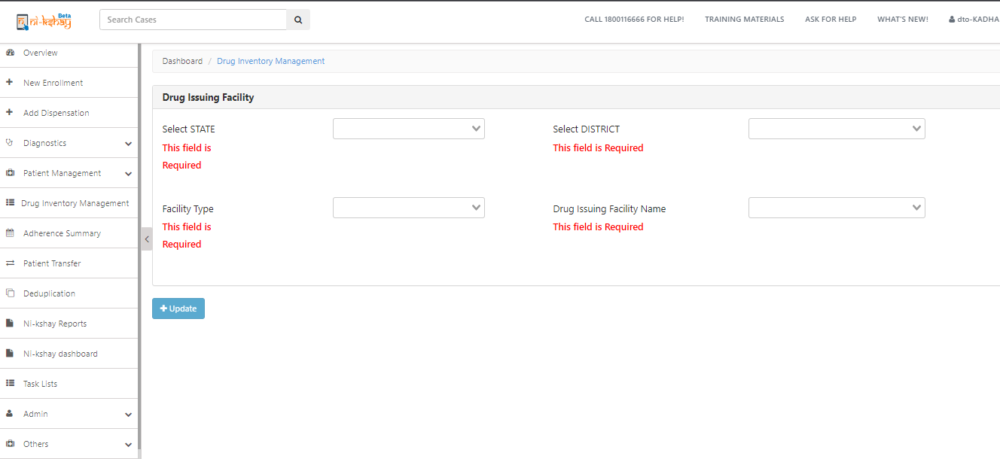 नि ni-kshay Beta
Search Cases
CALL 1800116666 FOR HELP!
TRAINING MATERIALS
ASK FOR HELP
WHAT'S NEW!
dto-KADHA
Overview
New Enrollment
Add Dispensation
Diagnostics
Patient Management
Drug Inventory Management
Adherence Summary
Patient Transfer
Deduplication
Ni-kshay Reports
Ni-kshay dashboard
Task Lists
Admin
Others
Dashboard / Drug Inventory Management
Drug Issuing Facility
Select STATE
This field is
Required
Select DISTRICT
This field is Required
Facility Type
This field is
Required
Drug Issuing Facility Name
This field is Required
Update